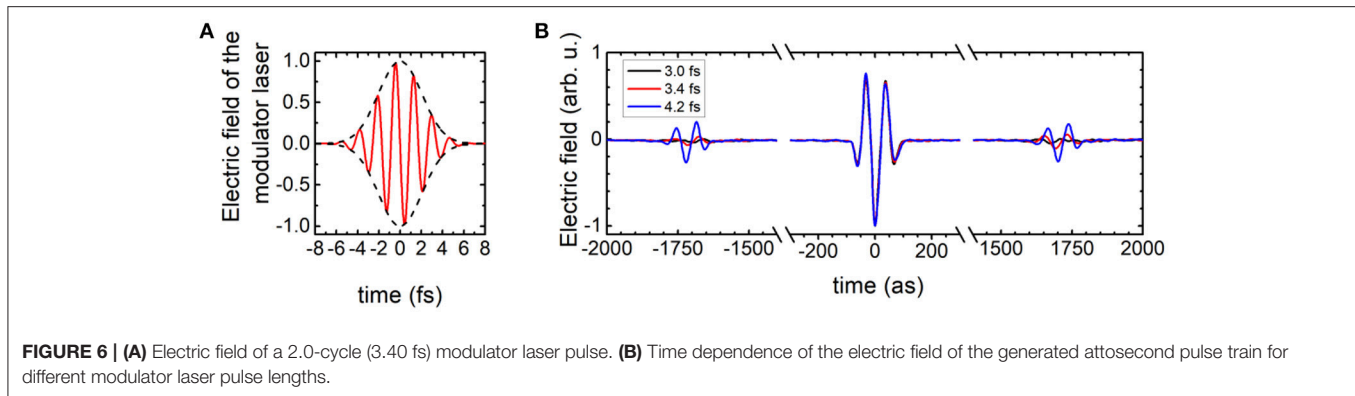 A
Electric field of the
modulator laser
1.0
0.5
0.0
-0.5
-1.0
-8 -6 -4 -2 0 2 4 6 8
time (fs)
B
Electric field (arb. u.)
1
0
-1
3.0 fs
3.4 fs
4.2 fs
-2000 -1750 -1500 -200 0 200 1500 1750 2000
time (as)
FIGURE 6 | (A) Electric field of a 2.0-cycle (3.40 fs) modulator laser pulse. (B) Time dependence of the electric field of the generated attosecond pulse train for
different modulator laser pulse lengths.